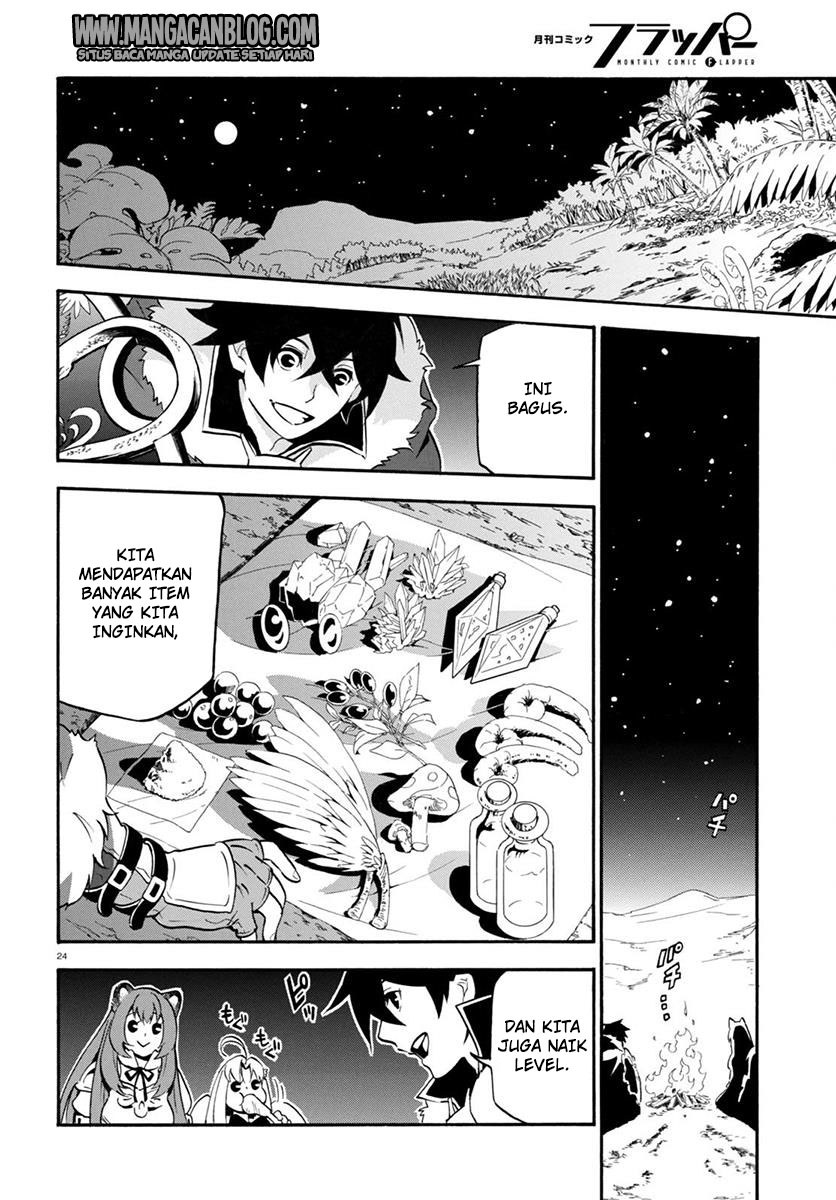 WWW.MANGACANBLOG.COM
SITUS BACA MANGA UPDATE SETIAP HARI
月刊コミック
フラッパー
MONTHLY COMIC FLAPPER
パチ
パチ…
INI
BAGUS.
KITA
MENDAPATKAN
BANYAK ITEM
YANG KITA
INGINKAN,
24
DAN KITA
JUGA NAIK
LEVEL.
ピピッ
もぐもぐ